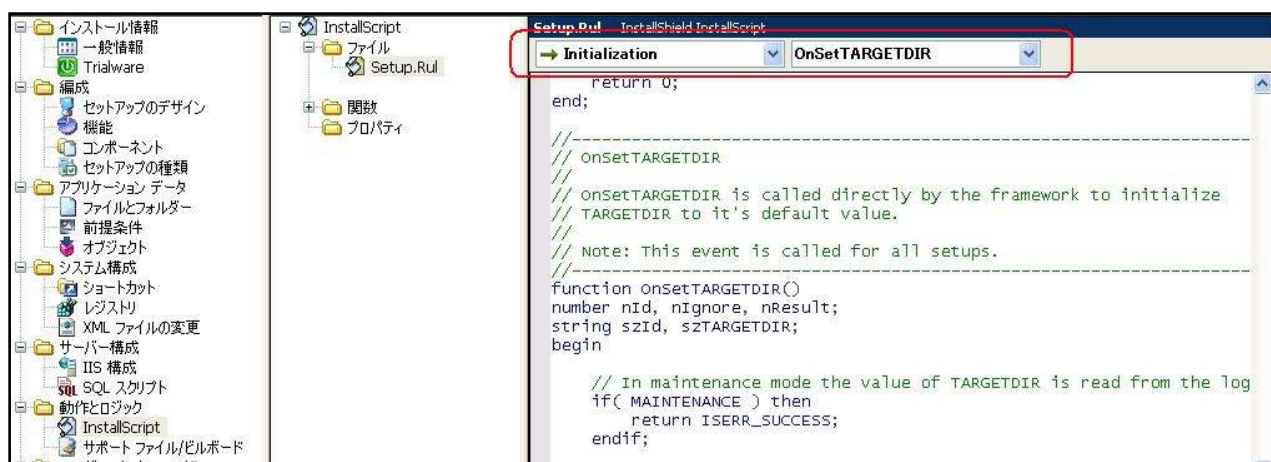 インストール情報
一般情報
Trialware
編成
セットアップのデザイン
機能
コンポーネント
セットアップの種類
アプリケーション データ
ファイルとフォルダー
前提条件
オブジェクト
システム構成
ショートカット
レジストリ
XML ファイルの変更
サーバー構成
IIS 構成
SQL スクリプト
動作とロジック
InstallScript
サポート ファイル/ビルボード
InstallScript
ファイル
Setup.Rul
関数
プロパティ
Setup.Rul InstallShield InstallScript
Initialization OnSetTARGETDIR
return 0;
end;
//---------------------------------------------------------------------------
// OnSetTARGETDIR
//
// OnSetTARGETDIR is called directly by the framework to initialize
// TARGETDIR to it's default value.
//
// Note: This event is called for all setups.
//---------------------------------------------------------------------------
function OnSetTARGETDIR()
number nId, nIgnore, nResult;
string szId, szTARGETDIR;
begin
// In maintenance mode the value of TARGETDIR is read from the log
if( MAINTENANCE ) then
return ISERR_SUCCESS;
endif;